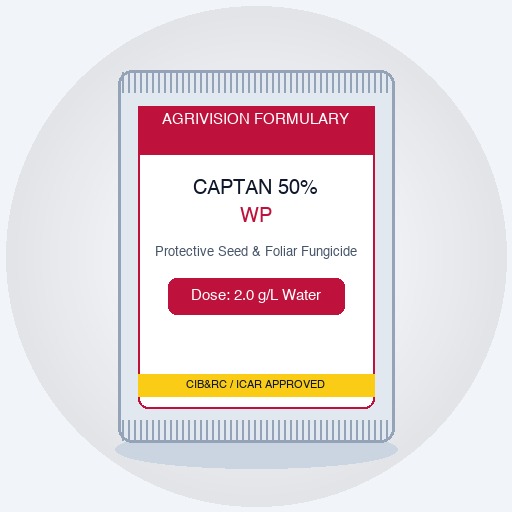 AGRIVISION FORMULARY
CAPTAN 50%
WP
Protective Seed & Foliar Fungicide
Dose: 2.0 g/L Water
CIB&RC / ICAR APPROVED